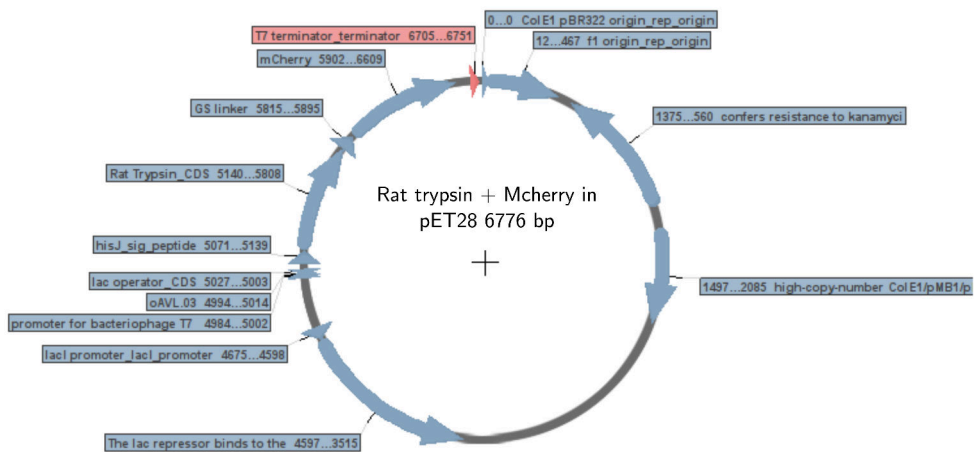 0...0 ColE1 pBR322 origin_rep_origin
T7 terminator_terminator 6705...6751
12...467 f1 origin_rep_origin
mCherry 5902...6609
GS linker 5815...5895
1375...560 confers resistance to kanamyci
Rat Trypsin_CDS 5140...5808
Rat trypsin + Mcherry in
pET28 6776 bp
hisJ_sig_peptide 5071...5139
lac operator_CDS 5027...5003
1497...2085 high-copy-number ColE1/pMB1/p
oAVL.03 4994...5014
promoter for bacteriophage T7 4984...5002
lacI promoter_lacI_promoter 4675...4598
The lac repressor binds to the 4597...3515